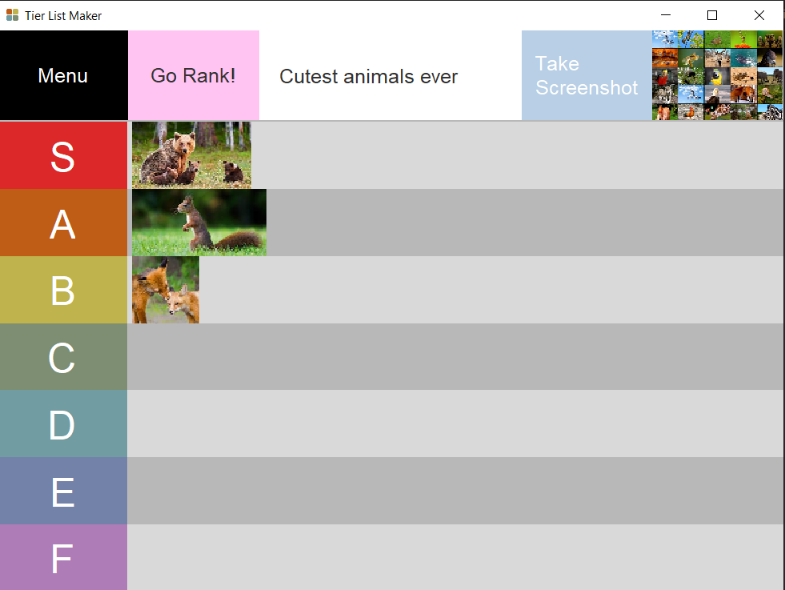 Tier List Maker
Menu
Go Rank!
Cutest animals ever
Take
Screenshot
S
A
B
C
D
E
F